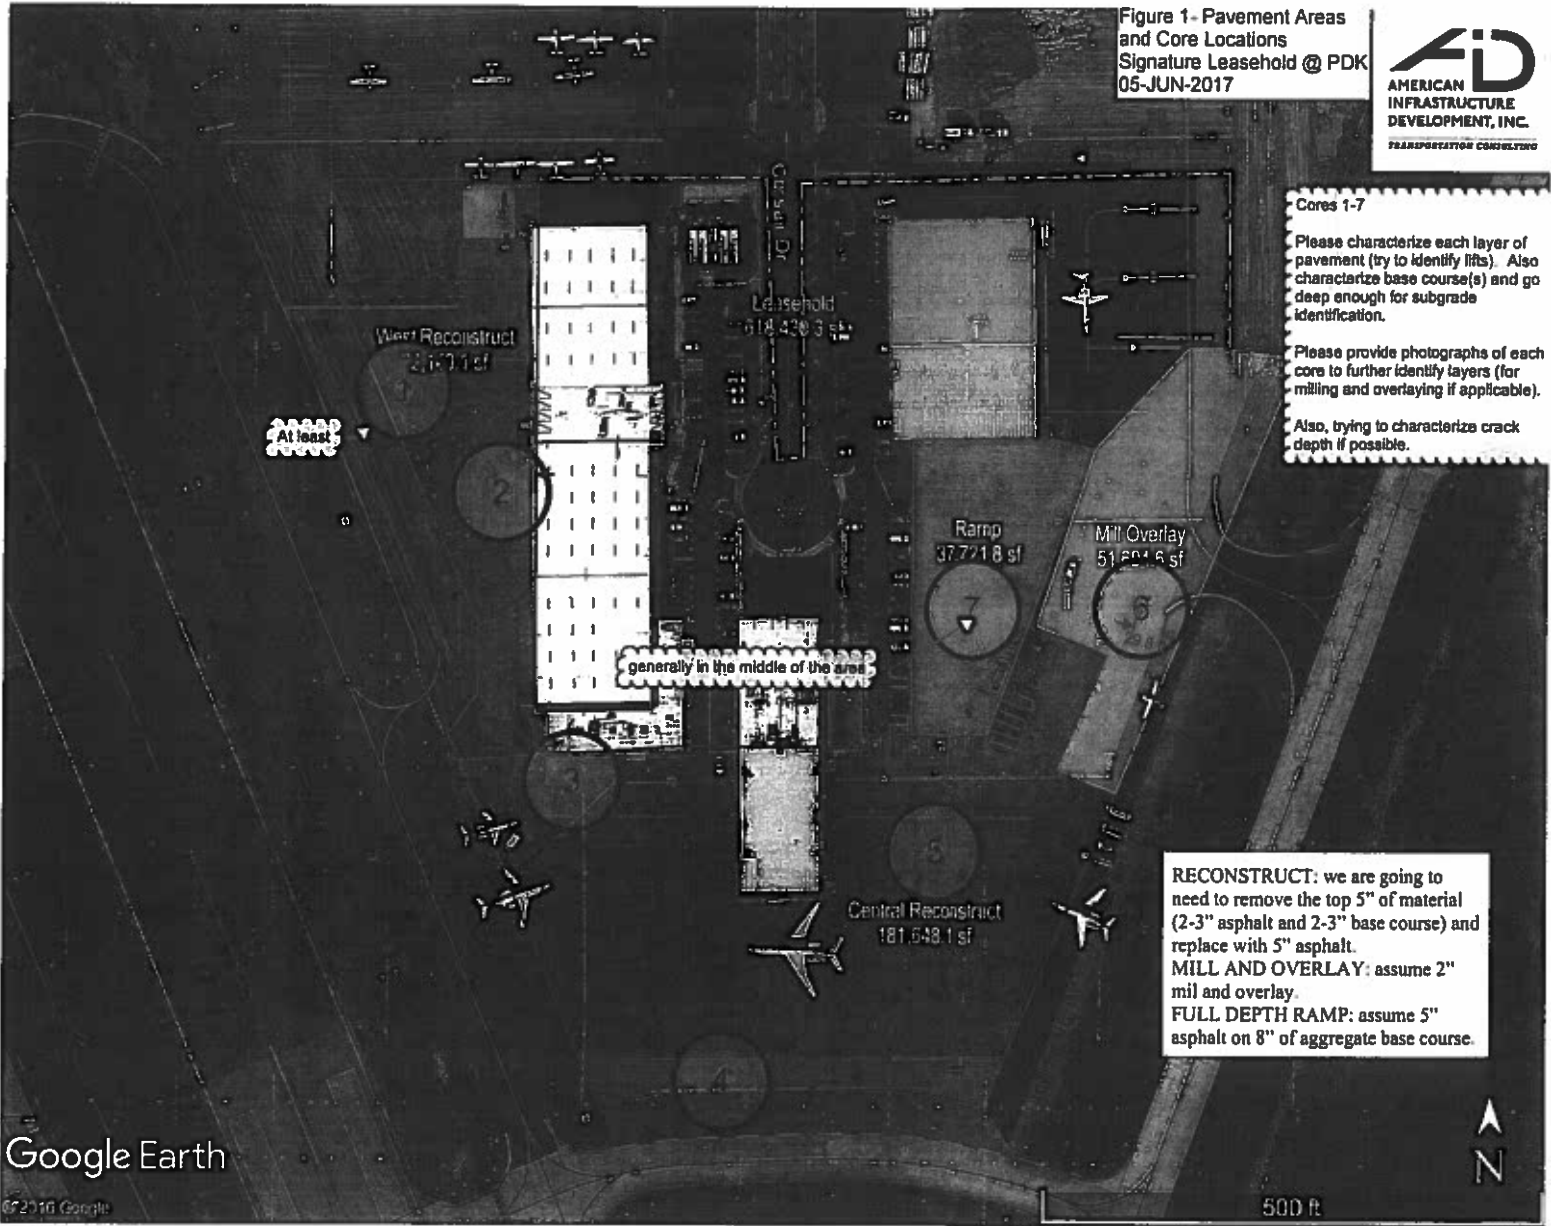 Figure 1- Pavement Areas
and Core Locations
Signature Leasehold @ PDK
05-JUN-2017
AID
AMERICAN
INFRASTRUCTURE
DEVELOPMENT, INC.
TRANSPORTATION CONSULTING
Cores 1-7
Please characterize each layer of
pavement (try to identify lifts). Also
characterize base course(s) and go
deep enough for subgrade
identification.
Please provide photographs of each
core to further identify layers (for
milling and overlaying if applicable).
Also, trying to characterize crack
depth if possible.
Dr
Leasehold
West Reconstruct
1
At least
2
Ramp
37,721.8 sf
7
Mill Overlay
6
generally in the middle of the area
3
5
Central Reconstruct
181,648.1 sf
4
RECONSTRUCT: we are going to
need to remove the top 5" of material
(2-3" asphalt and 2-3" base course) and
replace with 5" asphalt.
MILL AND OVERLAY: assume 2"
mil and overlay.
FULL DEPTH RAMP: assume 5"
asphalt on 8" of aggregate base course.
Google Earth
©2016 Google
N
500 ft